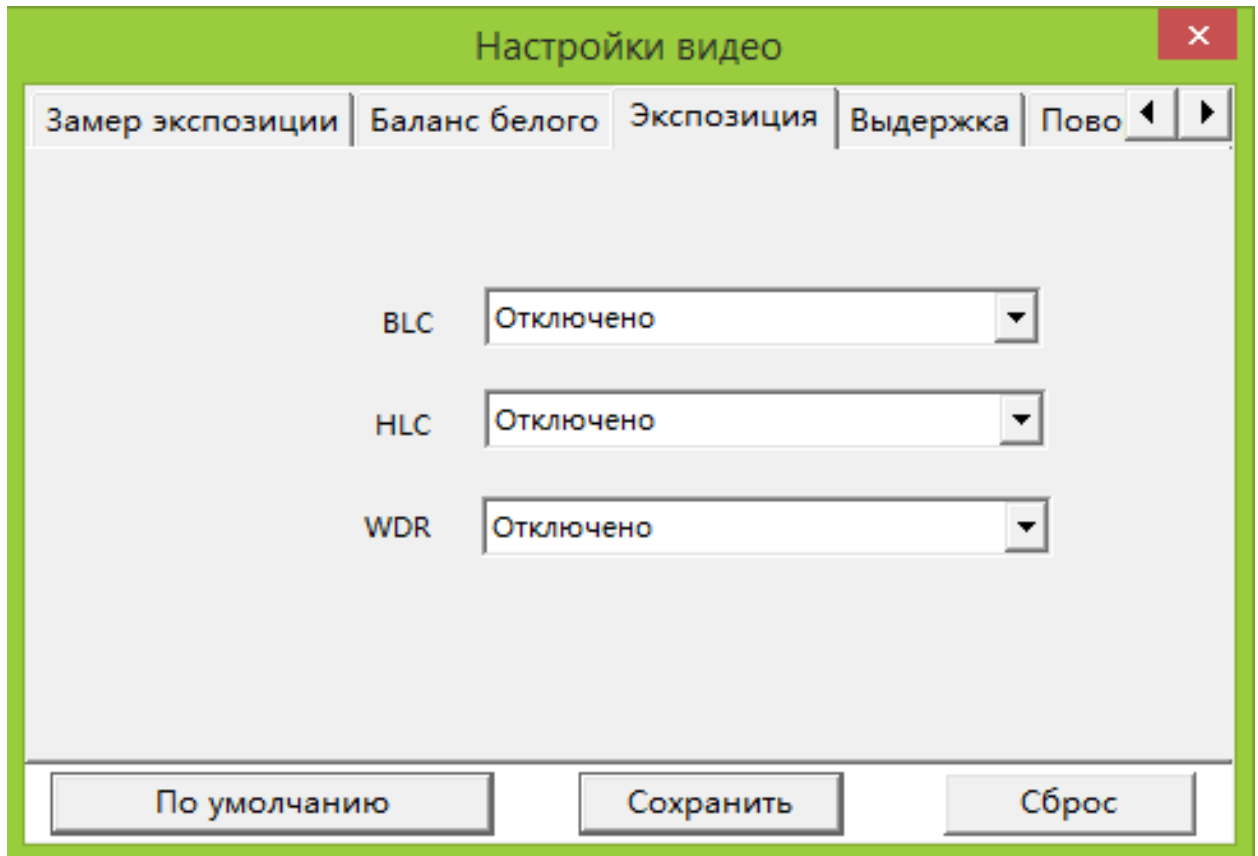 Настройки видео
Замер экспозиции Баланс белого Экспозиция Выдержка Пово
BLC Отключено
HLC Отключено
WDR Отключено
По умолчанию Сохранить Сброс